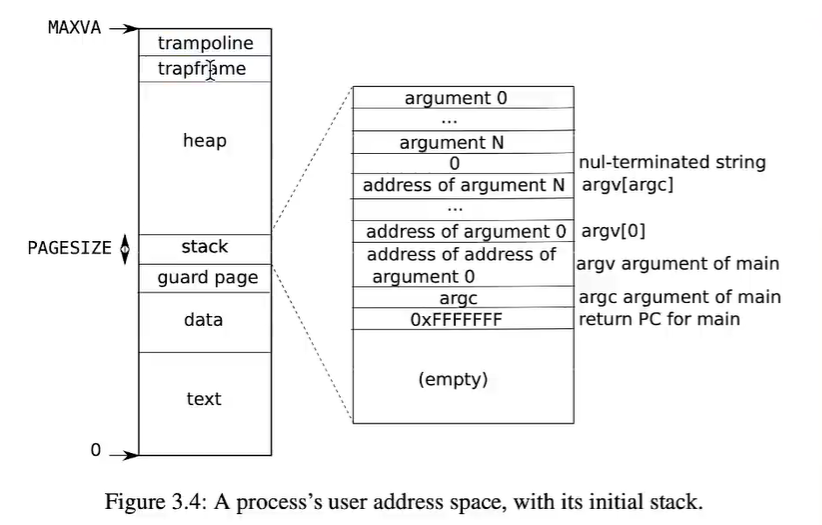 MAXVA
trampoline
trapframe
heap
PAGESIZE
stack
guard page
data
text
0
argument 0
...
argument N
0 nul-terminated string
address of argument N argv[argc]
...
address of argument 0 argv[0]
address of address of
argument 0 argv argument of main
argc argc argument of main
0xFFFFFFF return PC for main
(empty)
Figure 3.4: A process's user address space, with its initial stack.